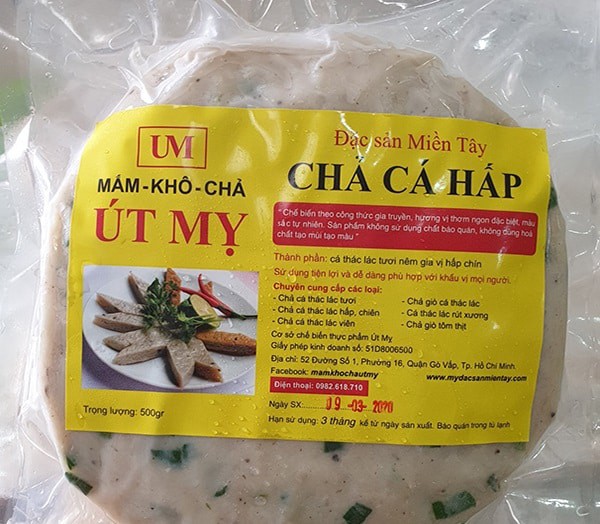 UM
MẮM-KHÔ-CHẢ
ÚT MỴ
Trọng lượng: 500gr
Đặc sản Miền Tây
CHẢ CÁ HẤP
" Chế biến theo công thức gia truyền, hương vị thơm ngon đặc biệt, màu
sắc tự nhiên. Sản phẩm không sử dụng chất bảo quản, không dùng hoá
chất tạo mùi tạo màu "
Thành phần: cá thác lác tươi nêm gia vị hấp chín
Sử dụng tiện lợi và dễ dàng phù hợp với khẩu vị mọi người.
Chuyên cung cấp các loại:
- Chả cá thác lác tươi
- Chả cá thác lác hấp, chiên
- Chả cá thác lác viên
- Chả giò cá thác lác
- Cá thác lác rút xương
- Chả giò tôm thịt
Cơ sở chế biến thực phẩm Út Mỵ
Giấy phép kinh doanh số: 51D8006500
Địa chỉ: 52 Đường Số 1, Phường 16, Quận Gò Vấp, Tp. Hồ Chí Minh.
Facebook: mamkhochautmy
www.mydacsanmientay.com
Điện thoại: 0982.618.710
Ngày SX: 09 -03- 2020
Hạn sử dụng: 3 tháng kể từ ngày sản xuất. Bảo quản trong tủ lạnh